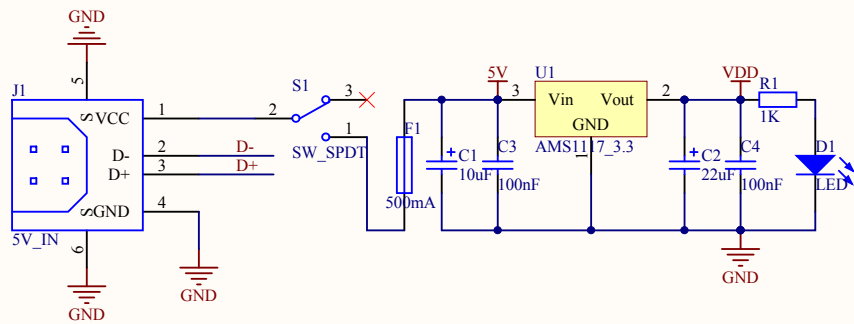 GND
J1
5
S
VCC
1
D-
2
D-
D+
3
D+
S
GND
4
5V_IN
6
GND
GND
S1
3
2
1
SW_SPDT
F1
500mA
5V
C1
10uF
C3
100nF
U1
3
Vin
Vout
2
GND
AMS1117_3.3
1
VDD
C2
22uF
C4
100nF
GND
R1
1K
D1
LED